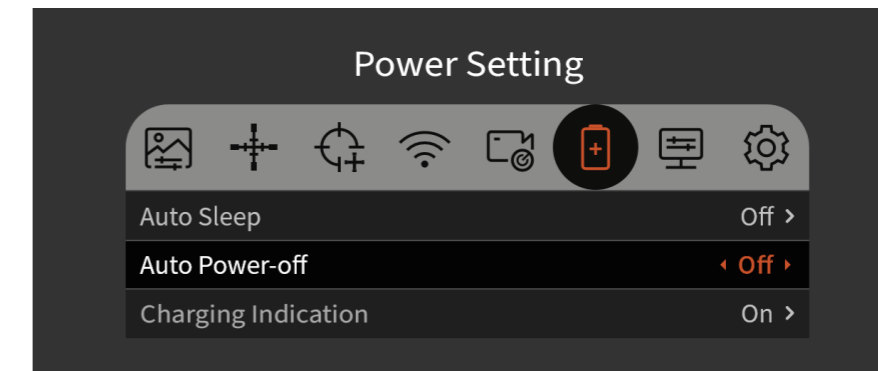 Power Setting
Auto Sleep Off
Auto Power-off Off
Charging Indication On